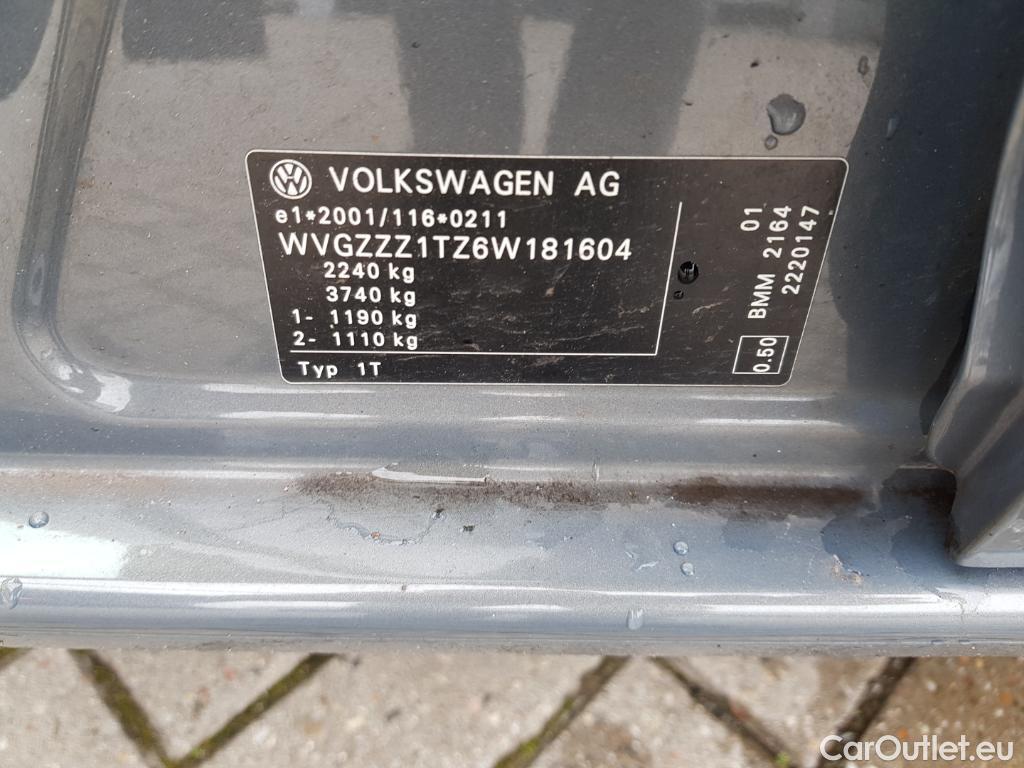 VOLKSWAGEN AG
e1*2001/116*0211
WVGZZZ1TZ6W181604
2240 kg
3740 kg
1- 1190 kg
2- 1110 kg
Typ 1T
01
BMM 2164
2220147
0.50
CarOutlet.eu